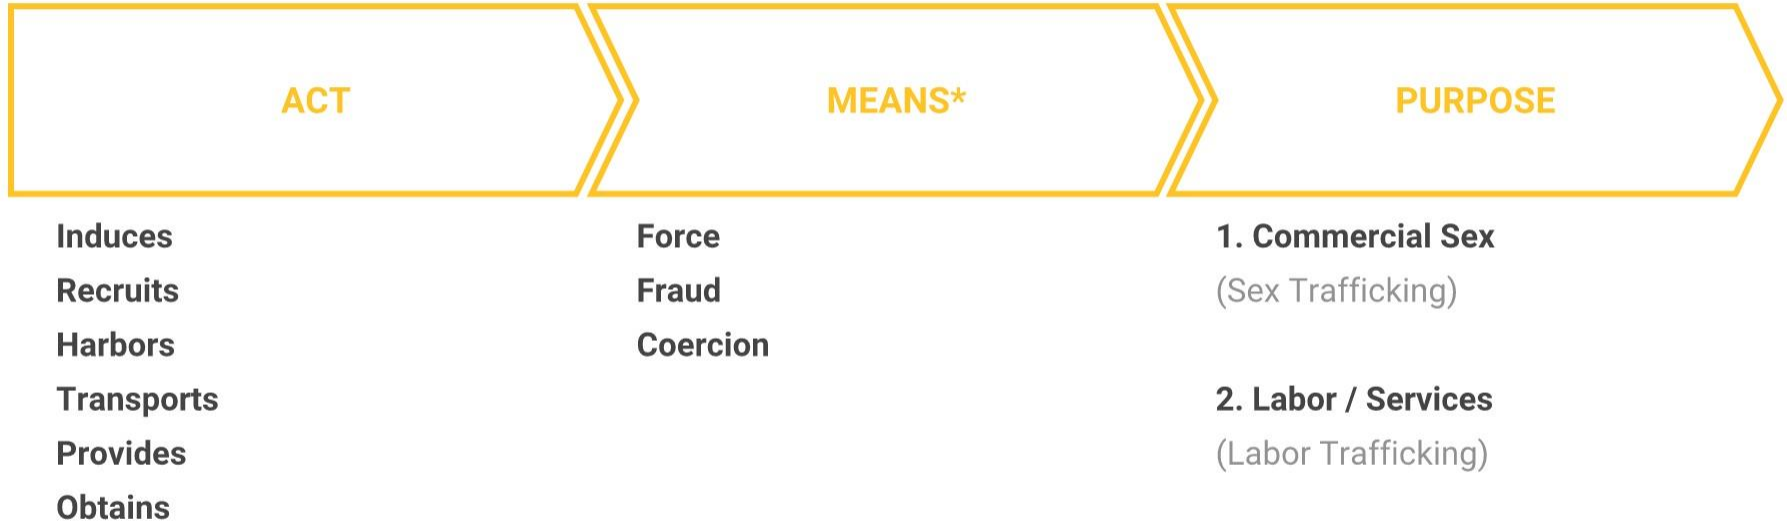 ACT
MEANS*
PURPOSE
Induces
Recruits
Harbors
Transports
Provides
Obtains
Force
Fraud
Coercion
1. Commercial Sex
(Sex Trafficking)
2. Labor / Services
(Labor Trafficking)